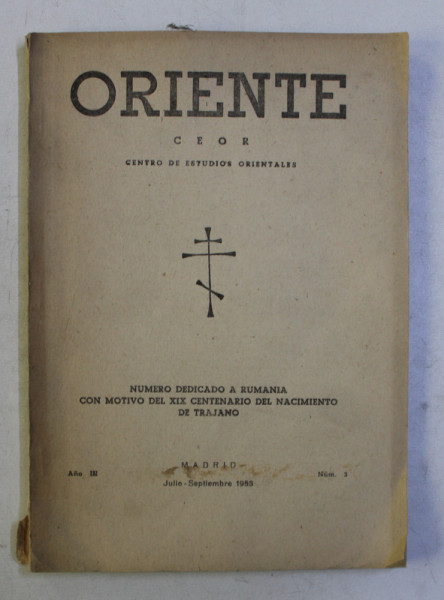 ORIENTE
CEOR
CENTRO DE ESTUDIOS ORIENTALES
NUMERO DEDICADO A RUMANIA
CON MOTIVO DEL XIX CENTENARIO DEL NACIMIENTO
DE TRAJANO
MADRID
Año III Núm. 3
Julio-Septiembre 1953